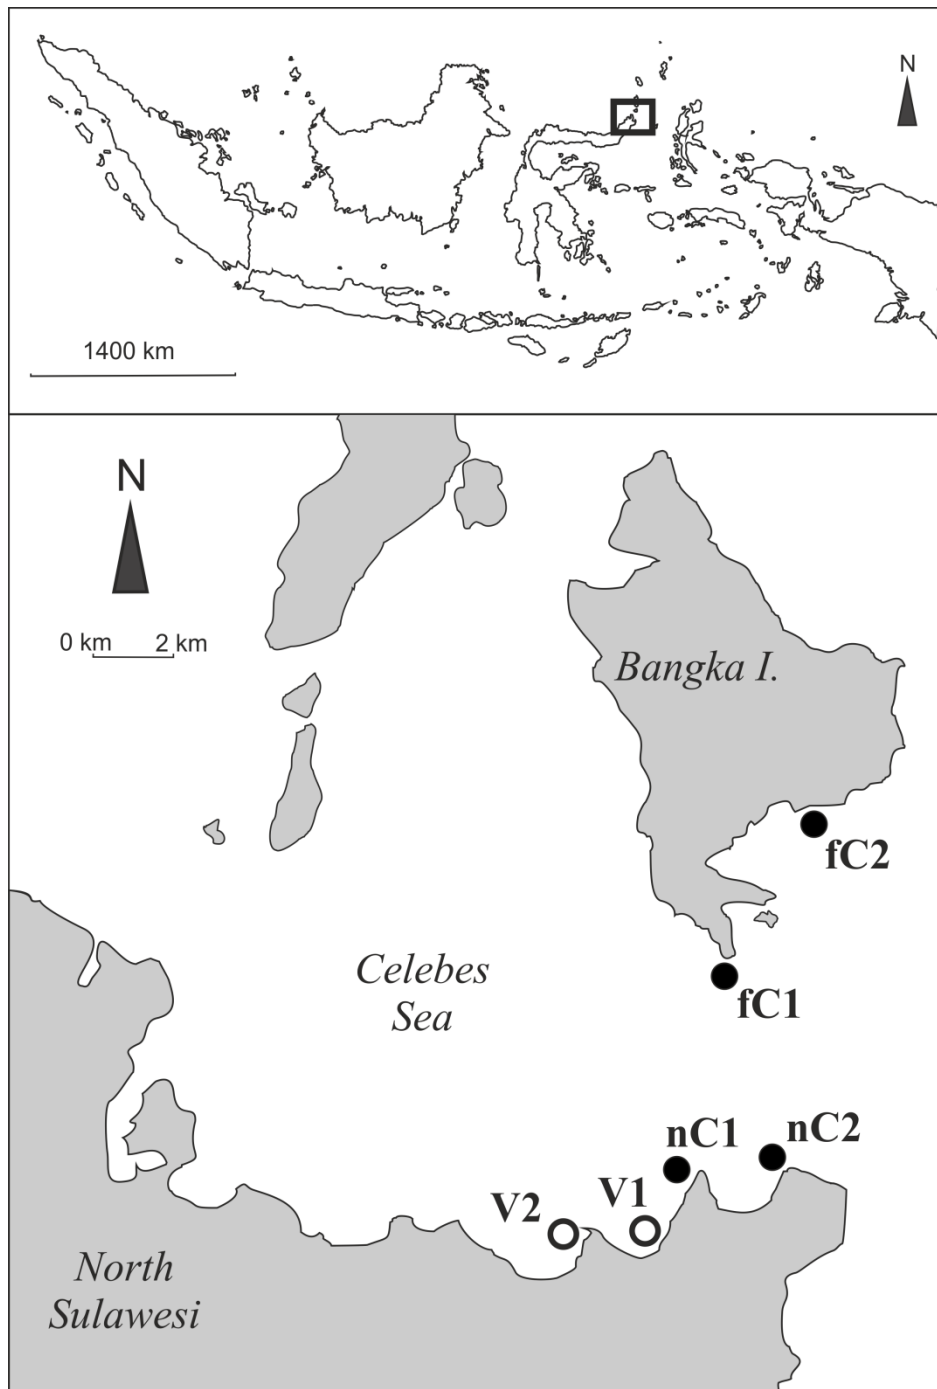 N
1400 km
N
0 km 2 km
Bangka I.
fC2
Celebes
Sea
fC1
nC1
nC2
V2
V1
North
Sulawesi